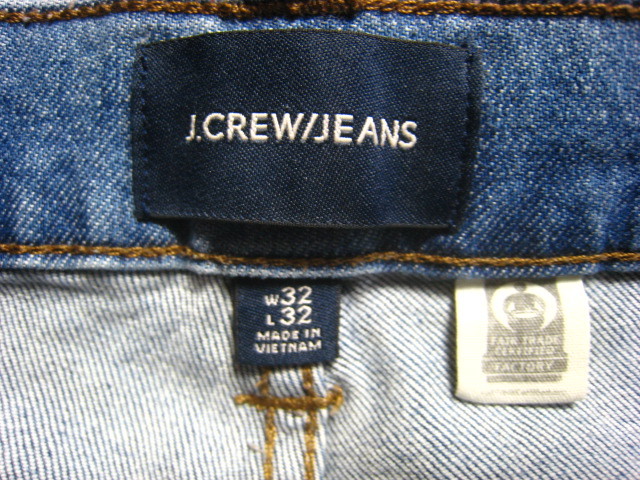 J.CREW/JEANS
W32
L32
MADE IN
VIETNAM
FAIR TRADE
CERTIFIED
FACTORY